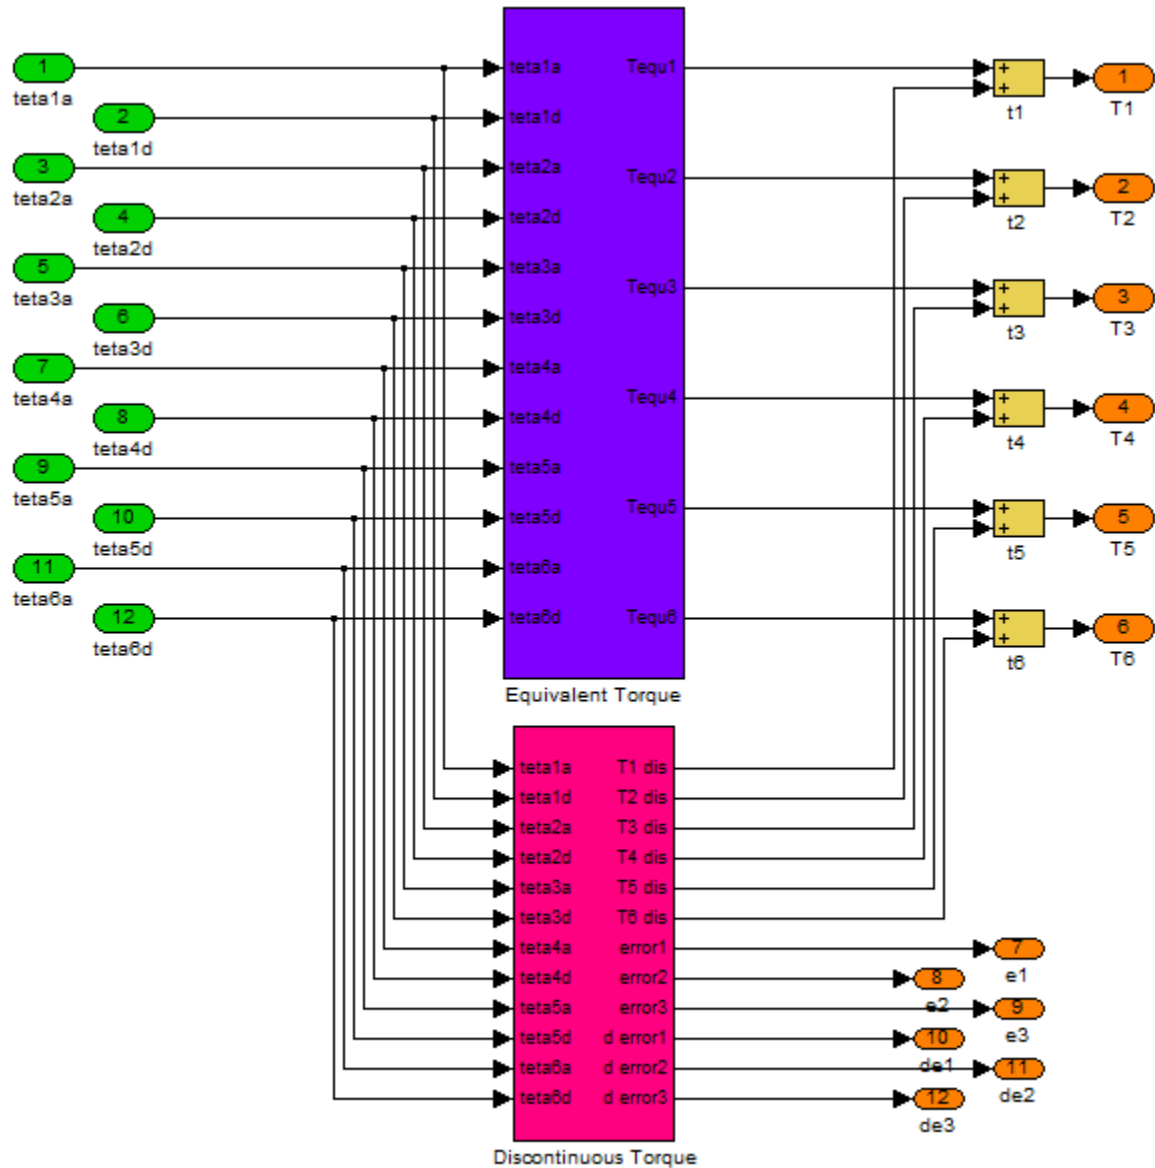 1
teta1a
2
teta1d
3
teta2a
4
teta2d
5
teta3a
6
teta3d
7
teta4a
8
teta4d
9
teta5a
10
teta5d
11
teta6a
12
teta6d
teta1a
teta1d
teta2a
teta2d
teta3a
teta3d
teta4a
teta4d
teta5a
teta5d
teta6a
teta6d
Tequ1
Tequ2
Tequ3
Tequ4
Tequ5
Tequ6
Equivalent Torque
+
+
t1
1
T1
+
+
t2
2
T2
+
+
t3
3
T3
+
+
t4
4
T4
+
+
t5
5
T5
+
+
t6
6
T6
teta1a
teta1d
teta2a
teta2d
teta3a
teta3d
teta4a
teta4d
teta5a
teta5d
teta6a
teta6d
T1 dis
T2 dis
T3 dis
T4 dis
T5 dis
T6 dis
error1
error2
error3
d error1
d error2
d error3
Discontinuous Torque
7
e1
8
e2
9
e3
10
de1
11
de2
12
de3